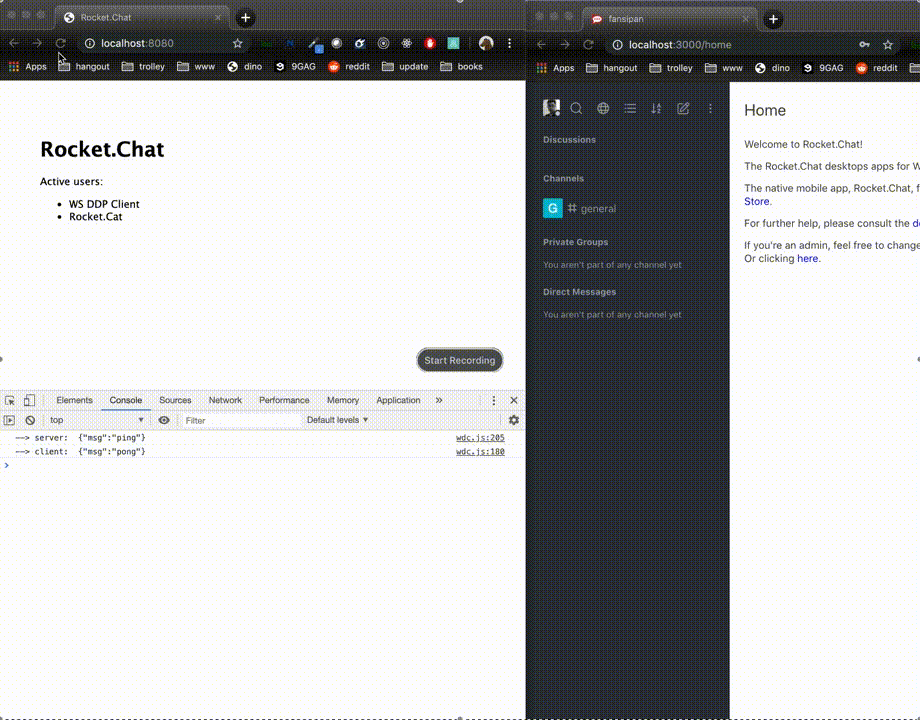 Rocket.Chat
localhost:8080
Apps hangout trolley www dino 9GAG reddit update books
Rocket.Chat
Active users:
• WS DDP Client
• Rocket.Cat
Start Recording
Elements Console Sources Network Performance Memory Application »
top Filter Default levels
——> server: {"msg":"ping"} wdc.js:205
——> client: {"msg":"pong"} wdc.js:180
>
fansipan
localhost:3000/home
Apps hangout trolley www dino 9GAG reddit
Discussions
Channels
G # general
Private Groups
You aren't part of any channel yet
Direct Messages
You aren't part of any channel yet
Home
Welcome to Rocket.Chat!
The Rocket.Chat desktops apps for W
The native mobile app, Rocket.Chat, f
Store.
For further help, please consult the d
If you're an admin, feel free to change
Or clicking here.